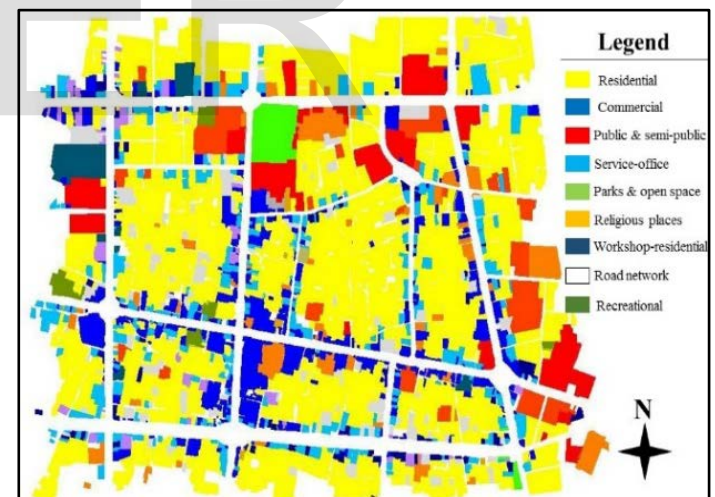 Legend
Residential
Commercial
Public & semi-public
Service-office
Parks & open space
Religious places
Workshop-residential
Road network
Recreational
N